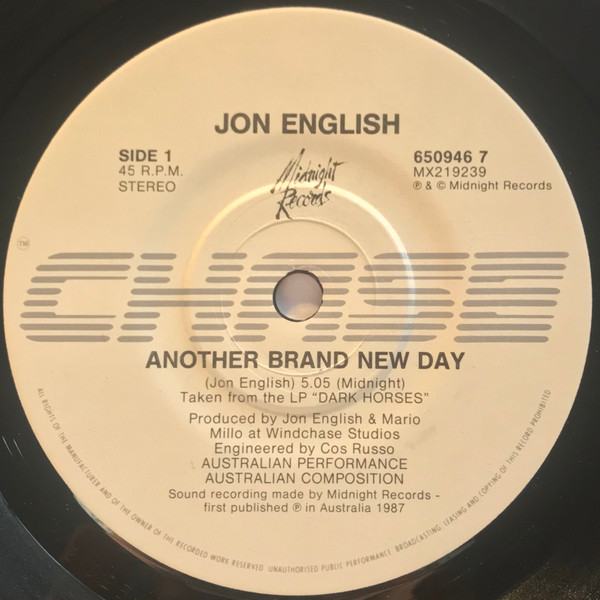 JON ENGLISH
SIDE 1
45 R.P.M.
STEREO
Midnight
Records
650946 7
MX219239
℗ & © Midnight Records
TM
CHASE
ANOTHER BRAND NEW DAY
(Jon English) 5.05 (Midnight)
Taken from the LP "DARK HORSES"
Produced by Jon English & Mario
Millo at Windchase Studios
Engineered by Cos Russo
AUSTRALIAN PERFORMANCE
AUSTRALIAN COMPOSITION
Sound recording made by Midnight Records -
first published ℗ in Australia 1987
ALL RIGHTS OF THE MANUFACTURER AND OF THE OWNER OF THE RECORDED WORK RESERVED UNAUTHORISED PUBLIC PERFORMANCE BROADCASTING LEASING AND COPYING OF THIS RECORD PROHIBITED